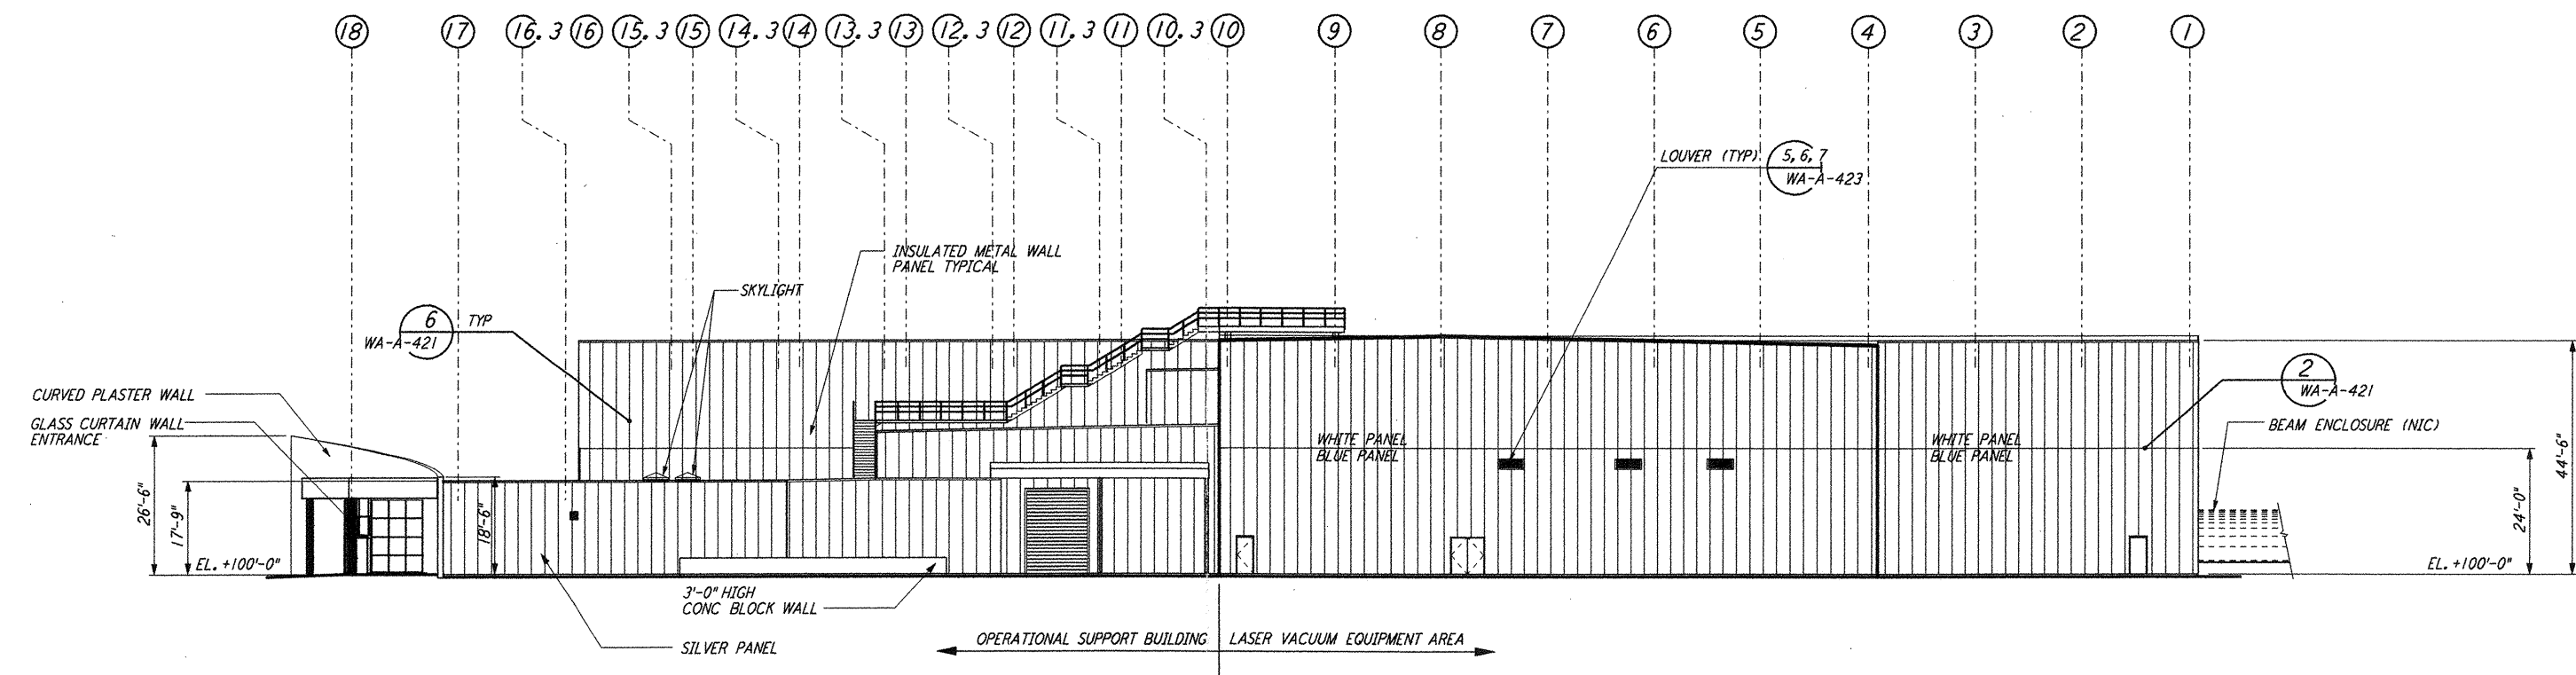 18 17 16.3 16 15.3 15 14.3 14 13.3 13 12.3 12 11.3 11 10.3 10 9 8 7 6 5 4 3 2 1
LOUVER (TYP)
5, 6, 7
WA-A-423
INSULATED METAL WALL
PANEL TYPICAL
SKYLIGHT
6
TYP
WA-A-421
2
WA-A-421
CURVED PLASTER WALL
GLASS CURTAIN WALL
ENTRANCE
BEAM ENCLOSURE (NIC)
WHITE PANEL
BLUE PANEL
WHITE PANEL
BLUE PANEL
26'-6"
17'-9"
18'-6"
24'-0"
44'-6"
EL. +100'-0"
EL. +100'-0"
3'-0" HIGH
CONC BLOCK WALL
SILVER PANEL
OPERATIONAL SUPPORT BUILDING
LASER VACUUM EQUIPMENT AREA